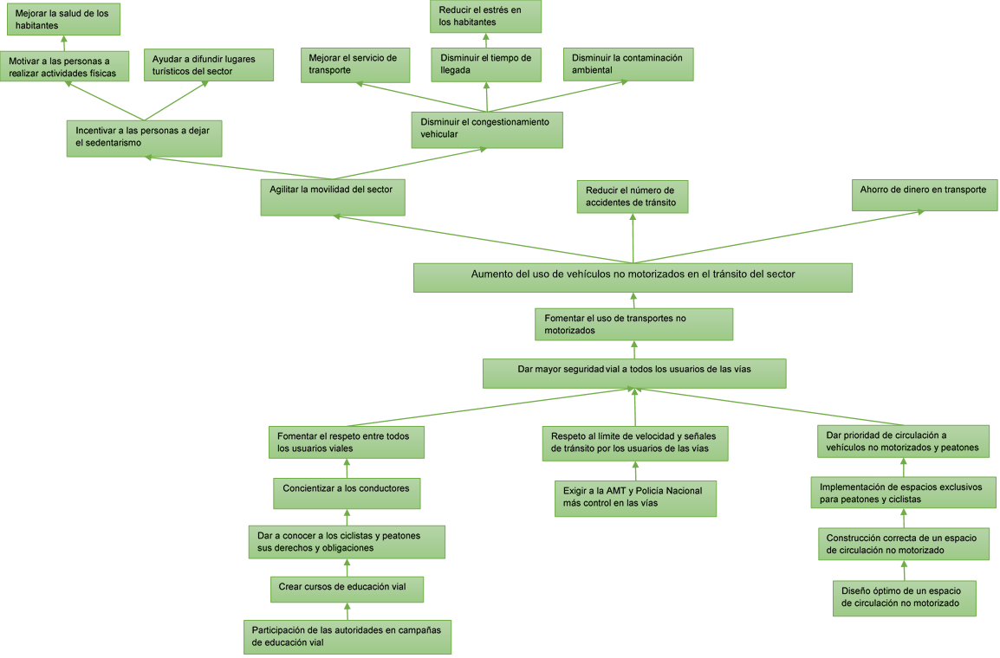 Mejorar la salud de los
habitantes
Reducir el estrés en
los habitantes
Motivar a las personas a
realizar actividades físicas
Ayudar a difundir lugares
turísticos del sector
Mejorar el servicio de
transporte
Disminuir el tiempo de
llegada
Disminuir la contaminación
ambiental
Incentivar a las personas a dejar
el sedentarismo
Disminuir el congestionamiento
vehicular
Agilitar la movilidad del sector
Reducir el número de
accidentes de tránsito
Ahorro de dinero en transporte
Aumento del uso de vehículos no motorizados en el tránsito del sector
Fomentar el uso de transportes no
motorizados
Dar mayor seguridad vial a todos los usuarios de las vías
Fomentar el respeto entre todos
los usuarios viales
Respeto al límite de velocidad y señales
de tránsito por los usuarios de las vías
Dar prioridad de circulación a
vehículos no motorizados y peatones
Concientizar a los conductores
Exigir a la AMT y Policía Nacional
más control en las vías
Implementación de espacios exclusivos
para peatones y ciclistas
Dar a conocer a los ciclistas y peatones
sus derechos y obligaciones
Construcción correcta de un espacio
de circulación no motorizado
Crear cursos de educación vial
Diseño óptimo de un espacio
de circulación no motorizado
Participación de las autoridades en campañas
de educación vial